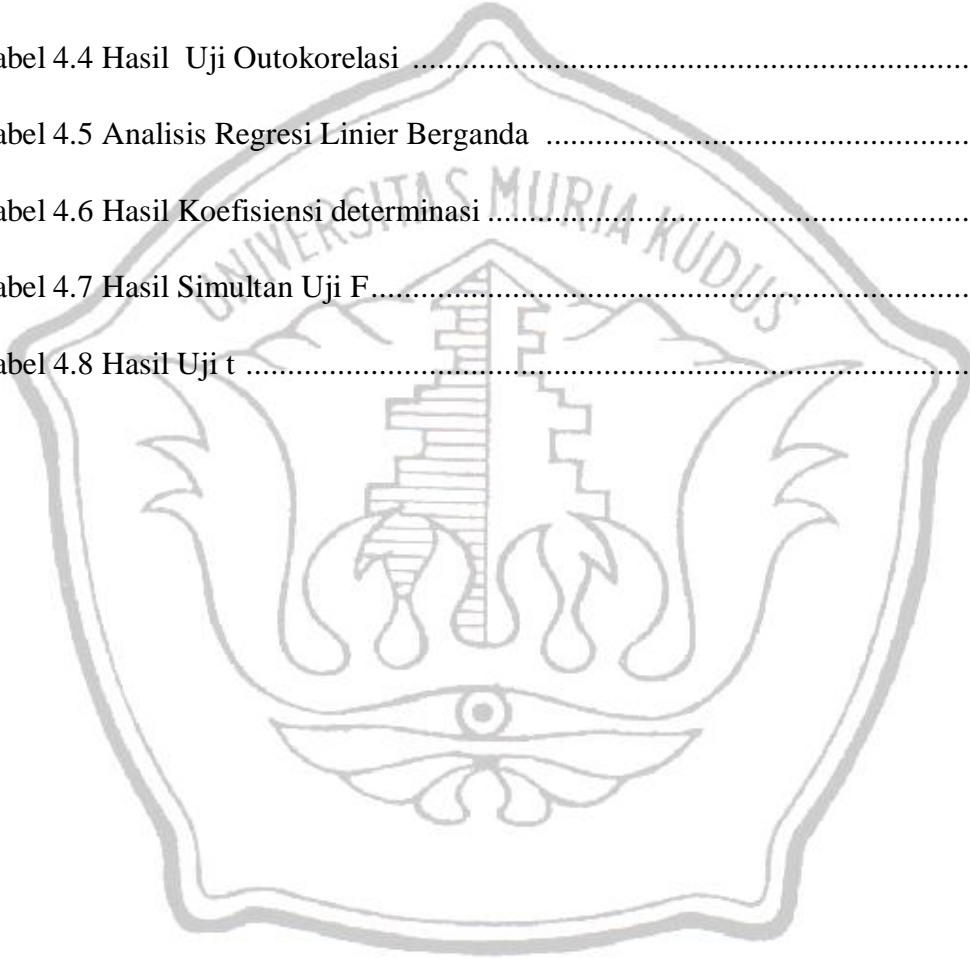 abel 4.4 Hasil  Uji Outokorelasi ......................................................................
abel 4.5 Analisis Regresi Linier Berganda ......................................................
abel 4.6 Hasil Koefisiensi determinasi .............................................................
UNIVERSITAS MURIA KUDUS
abel 4.7 Hasil Simultan Uji F............................................................................
abel 4.8 Hasil Uji t ............................................................................................